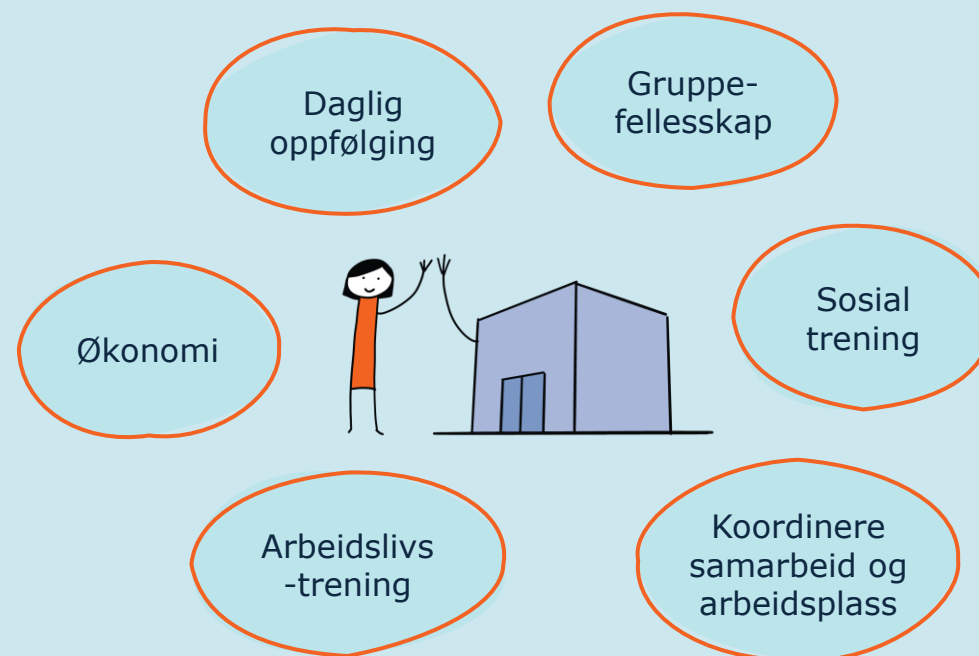 Daglig
oppfølging
Gruppe-
fellesskap
Økonomi
Sosial
trening
Arbeidslivs
-trening
Koordinere
samarbeid og
arbeidsplass